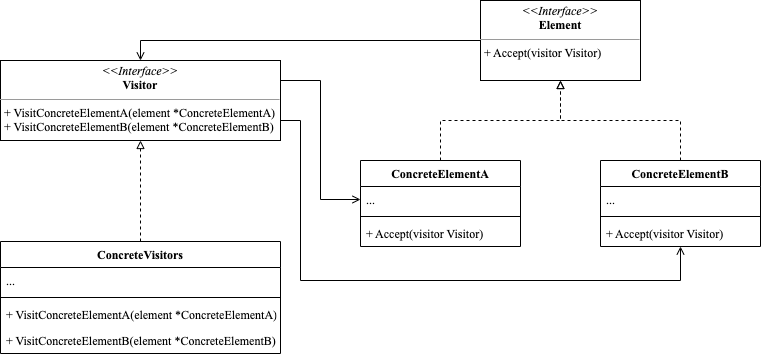 <<Interface>>
Element
+ Accept(visitor Visitor)
<<Interface>>
Visitor
+ VisitConcreteElementA(element *ConcreteElementA)
+ VisitConcreteElementB(element *ConcreteElementB)
ConcreteElementA
...
+ Accept(visitor Visitor)
ConcreteElementB
...
+ Accept(visitor Visitor)
ConcreteVisitors
...
+ VisitConcreteElementA(element *ConcreteElementA)
+ VisitConcreteElementB(element *ConcreteElementB)